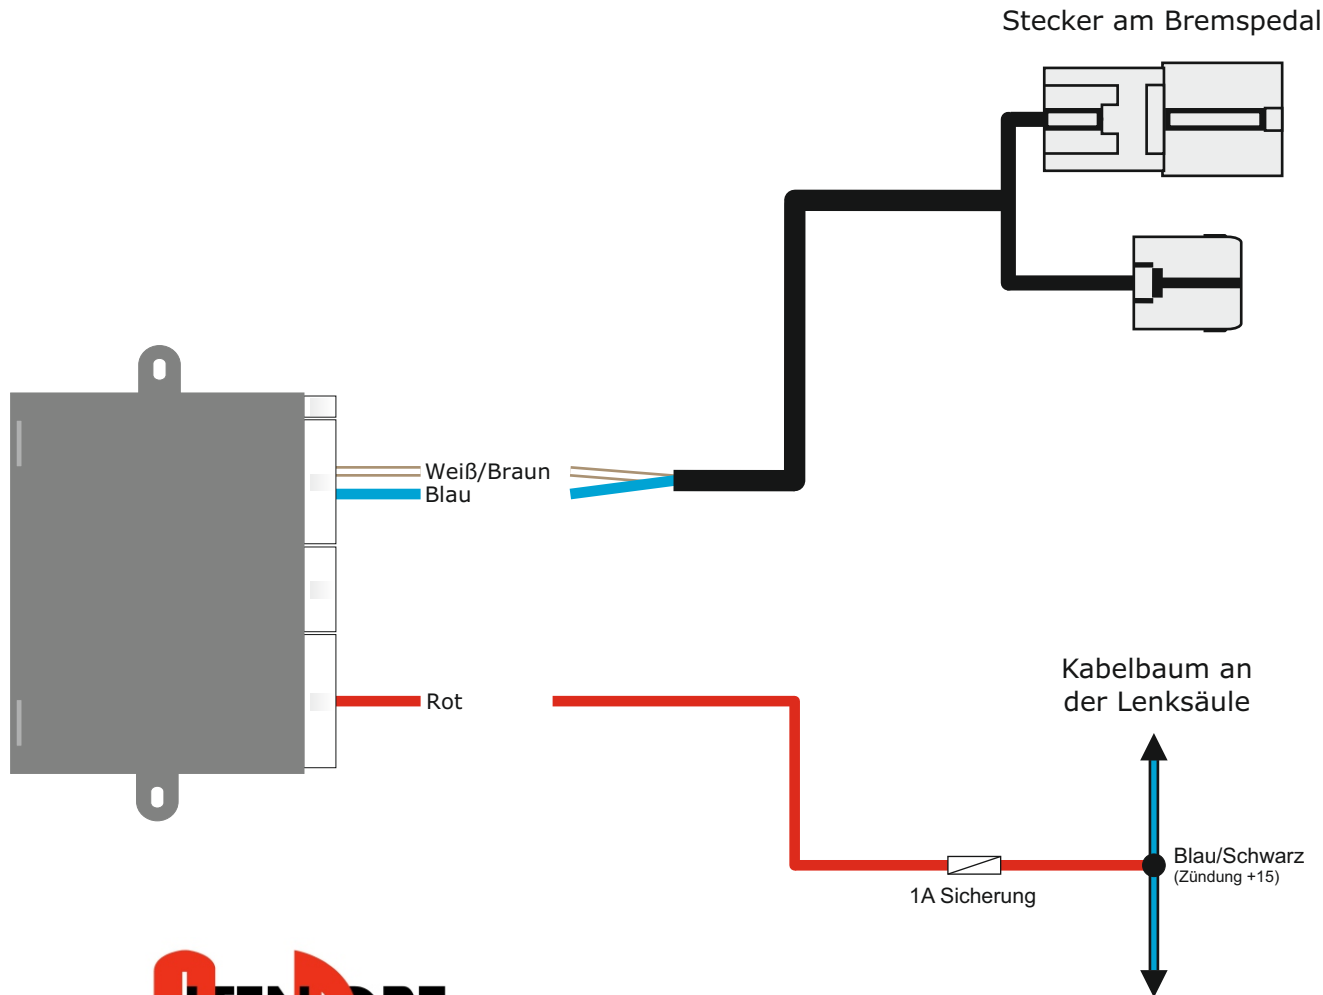 Stecker am Bremspedal
Weiß/Braun
Blau
Rot
Kabelbaum an
der Lenksäule
Blau/Schwarz
(Zündung +15)
1A Sicherung